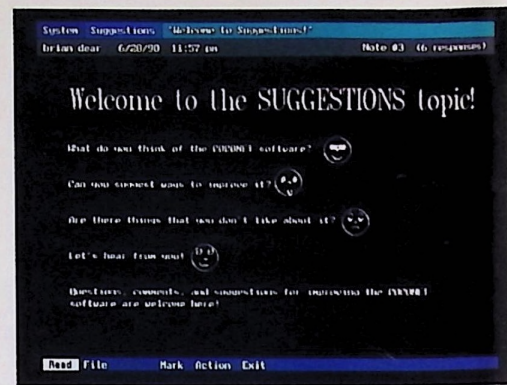 System Suggestions "Welcome to Suggestions!"
brian dear 6/20/90 11:57 pm Note #3 (6 responses)
Welcome to the SUGGESTIONS topic!
What do you think of the COCONET software?
Can you suggest ways to improve it?
Are there things that you don't like about it?
Let's hear from you!
Questions, comments, and suggestions for improving the COCONET
software are welcome here!
Read File Mark Action Exit